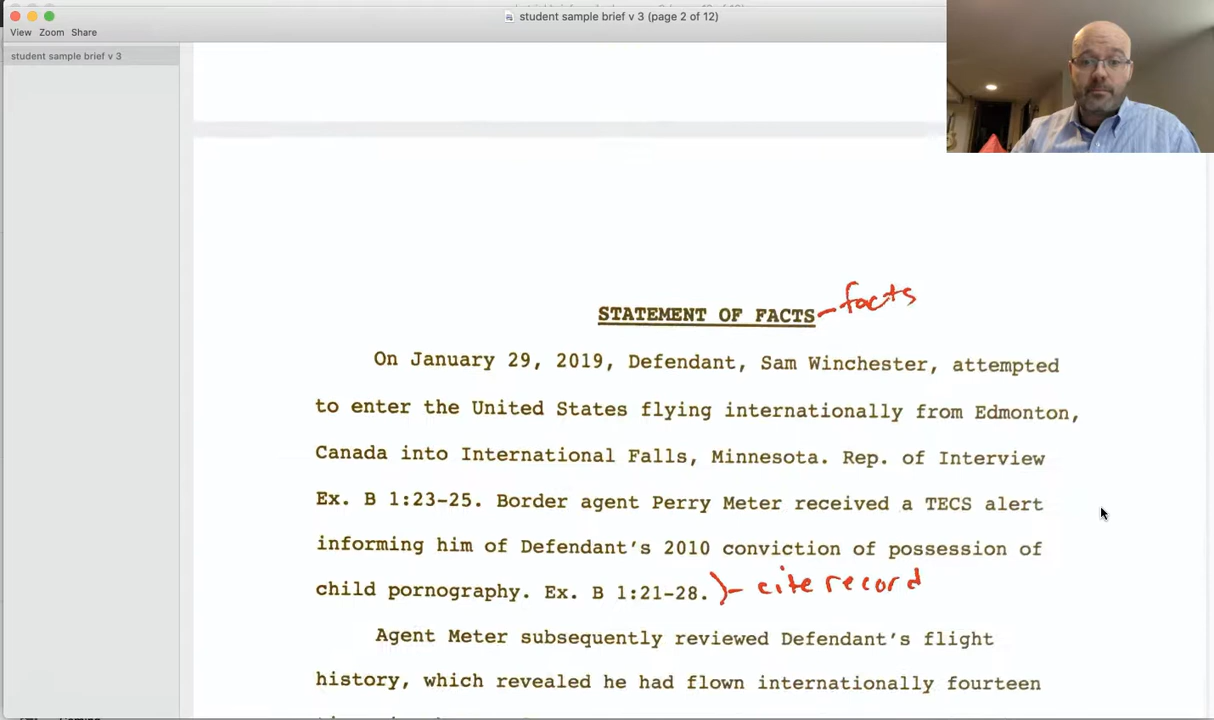 student sample brief v 3 (page 2 of 12)
View Zoom Share
student sample brief v 3
STATEMENT OF FACTS - facts
On January 29, 2019, Defendant, Sam Winchester, attempted
to enter the United States flying internationally from Edmonton,
Canada into International Falls, Minnesota. Rep. of Interview
Ex. B 1:23-25. Border agent Perry Meter received a TECS alert
informing him of Defendant's 2010 conviction of possession of
child pornography. Ex. B 1:21-28. )- cite record
Agent Meter subsequently reviewed Defendant's flight
history, which revealed he had flown internationally fourteen